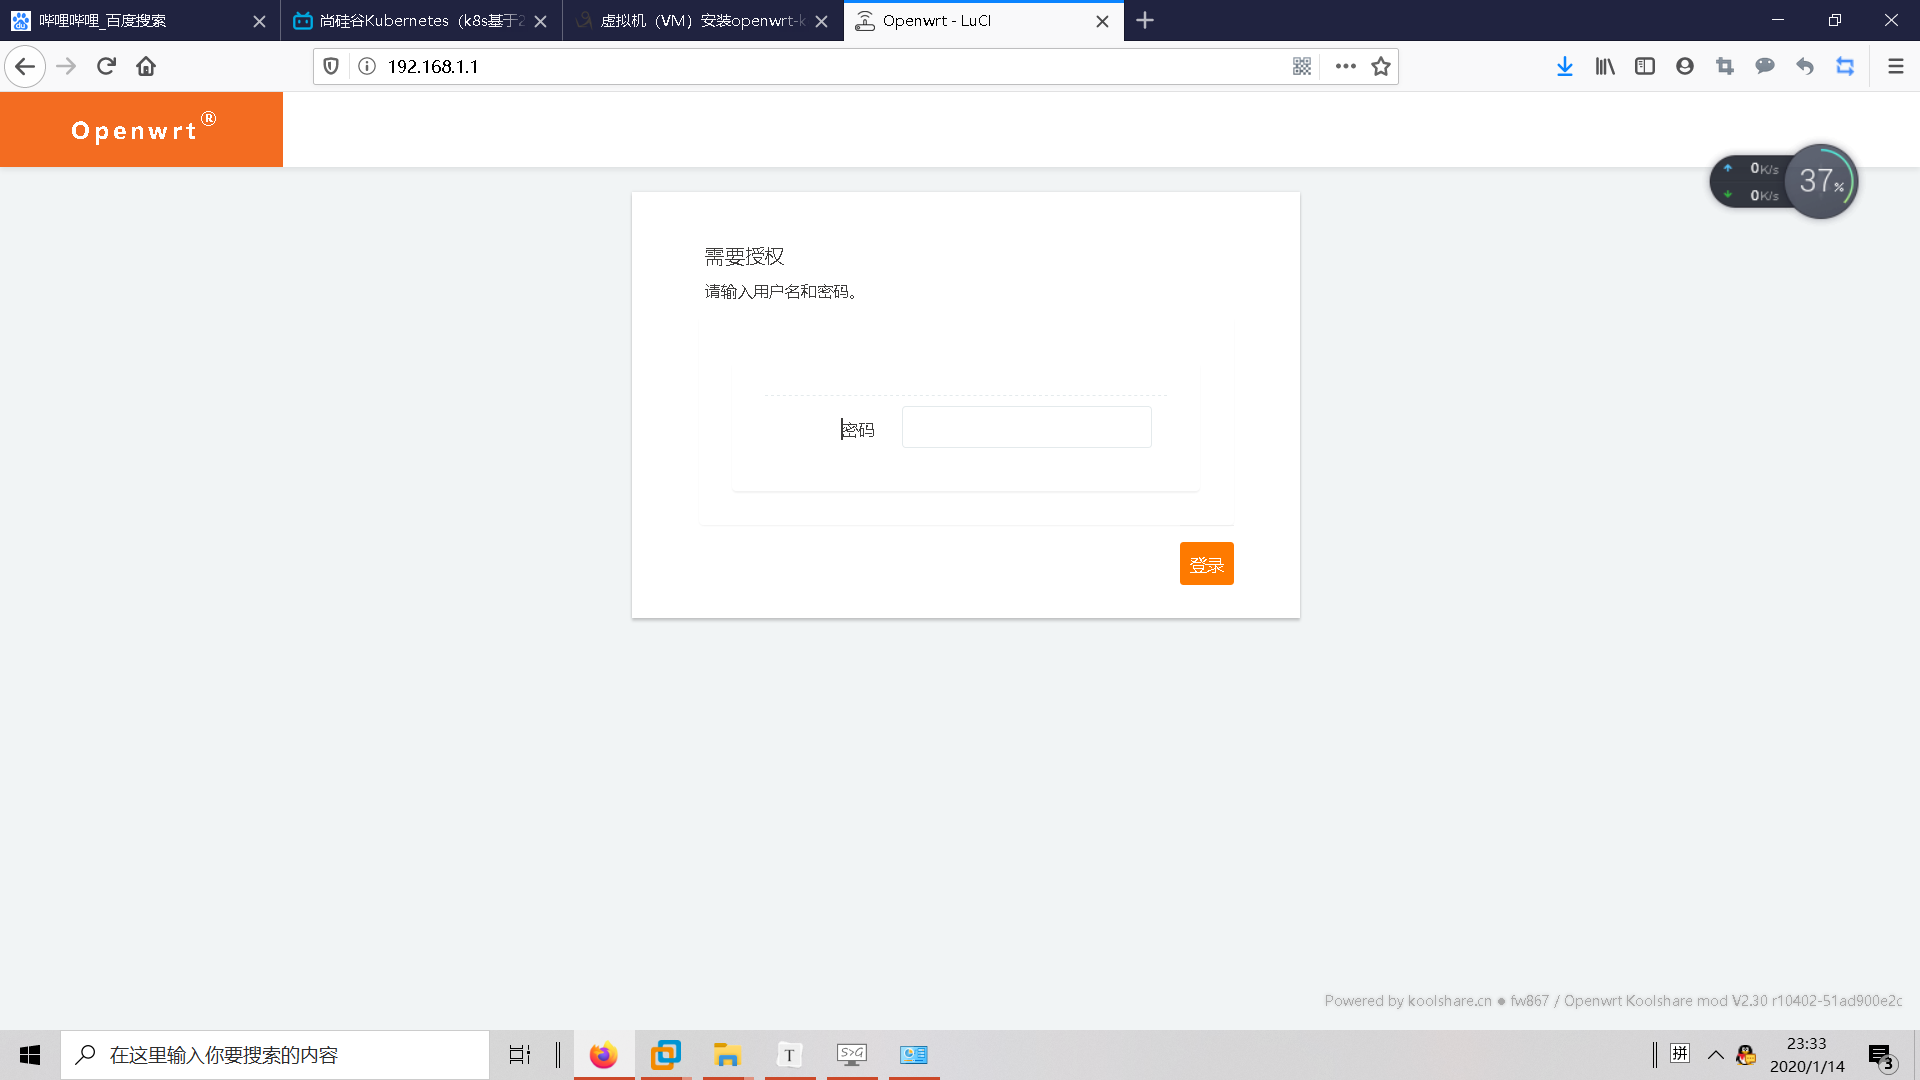 哔哩哔哩_百度搜索
尚硅谷Kubernetes（k8s基于2
虚拟机（VM）安装openwrt-k
Openwrt - LuCI
192.168.1.1
Openwrt®
0K/s
0K/s
37%
需要授权
请输入用户名和密码。
密码
登录
Powered by koolshare.cn ● fw867 / Openwrt Koolshare mod V2.30 r10402-51ad900e2c
在这里输入你要搜索的内容
T
S>G
拼
23:33
2020/1/14
3